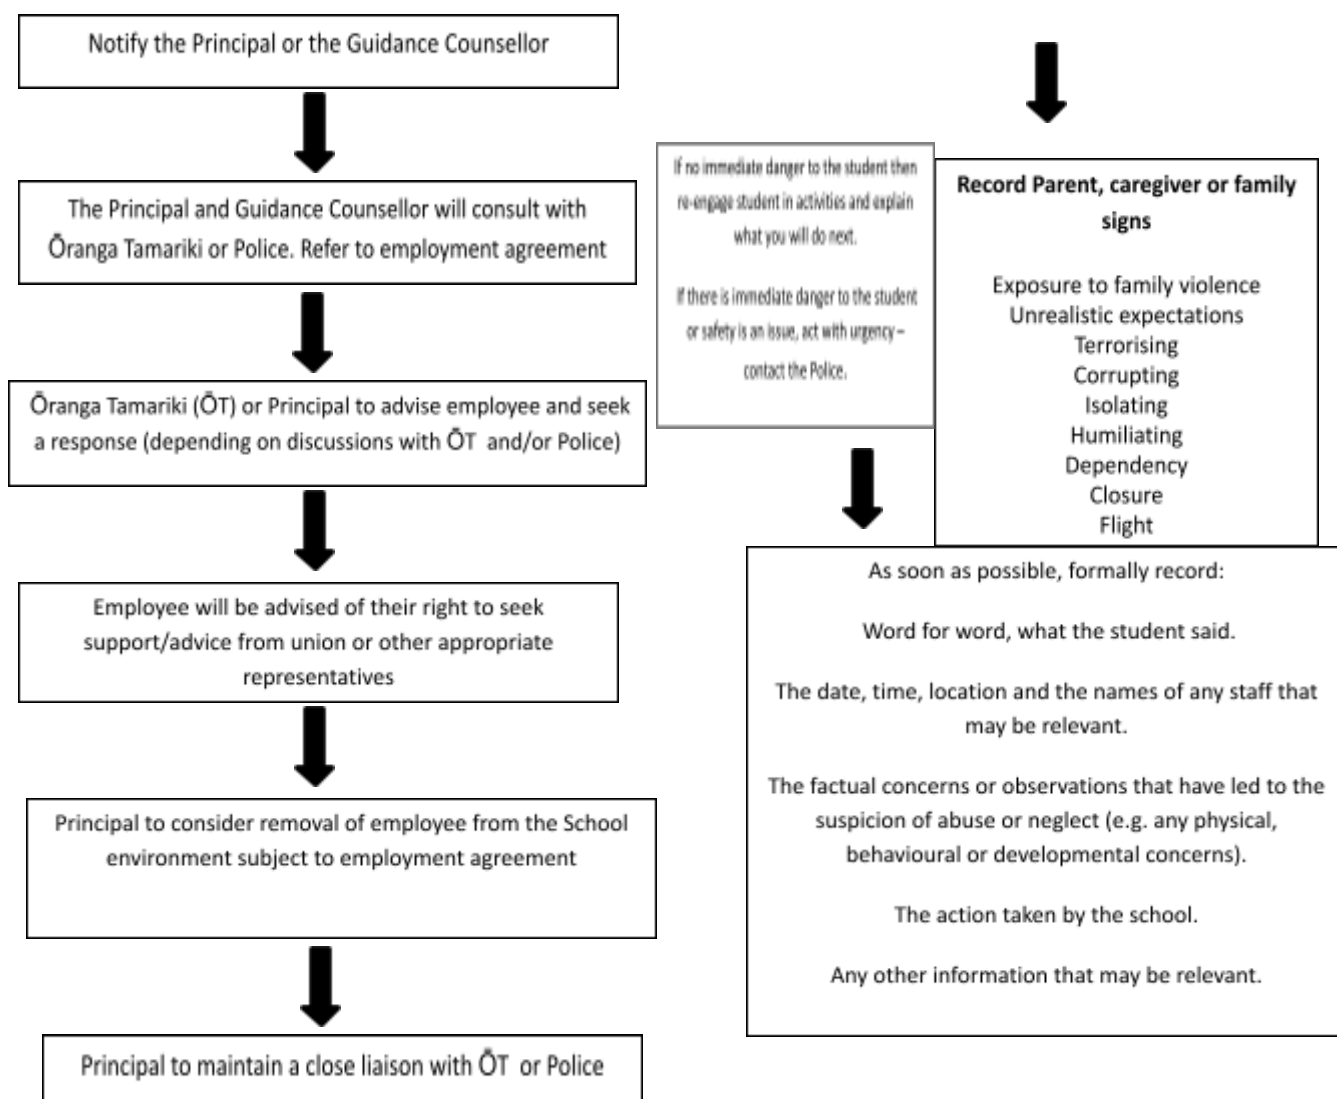 Notify the Principal or the Guidance Counsellor
The Principal and Guidance Counsellor will consult with
Ōranga Tamariki or Police. Refer to employment agreement
Ōranga Tamariki (ŌT) or Principal to advise employee and seek
a response (depending on discussions with ŌT and/or Police)
Employee will be advised of their right to seek
support/advice from union or other appropriate
representatives
Principal to consider removal of employee from the School
environment subject to employment agreement
Principal to maintain a close liaison with ŌT or Police
If no immediate danger to the student then
re-engage student in activities and explain
what you will do next.
If there is immediate danger to the student
or safety is an issue, act with urgency –
contact the Police.
Record Parent, caregiver or family
signs
Exposure to family violence
Unrealistic expectations
Terrorising
Corrupting
Isolating
Humiliating
Dependency
Closure
Flight
As soon as possible, formally record:
Word for word, what the student said.
The date, time, location and the names of any staff that
may be relevant.
The factual concerns or observations that have led to the
suspicion of abuse or neglect (e.g. any physical,
behavioural or developmental concerns).
The action taken by the school.
Any other information that may be relevant.